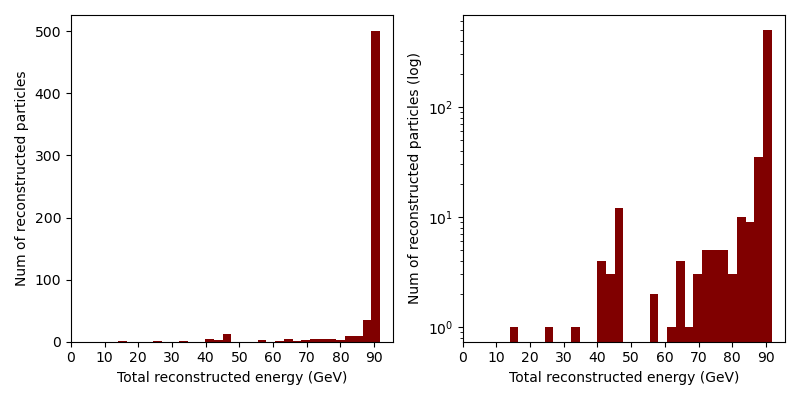 Num of reconstructed particles
500
400
300
200
100
0
0 10 20 30 40 50 60 70 80 90
Total reconstructed energy (GeV)
Num of reconstructed particles (log)
10²
10¹
10⁰
0 10 20 30 40 50 60 70 80 90
Total reconstructed energy (GeV)